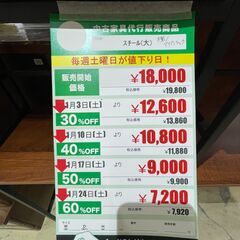 中古家具代行販売商品
スチール(大)
毎週土曜日が値下り日!
販売開始価格 ¥18,000
税込価格 ¥19,800
1月3日(土) より ¥12,600
30%OFF 税込価格 ¥13,860
1月10日(土) より ¥10,800
40%OFF 税込価格 ¥11,880
1月17日(土) より ¥9,000
50%OFF 税込価格 ¥9,900
1月24日(土) より ¥7,200
60%OFF 税込価格 ¥7,920